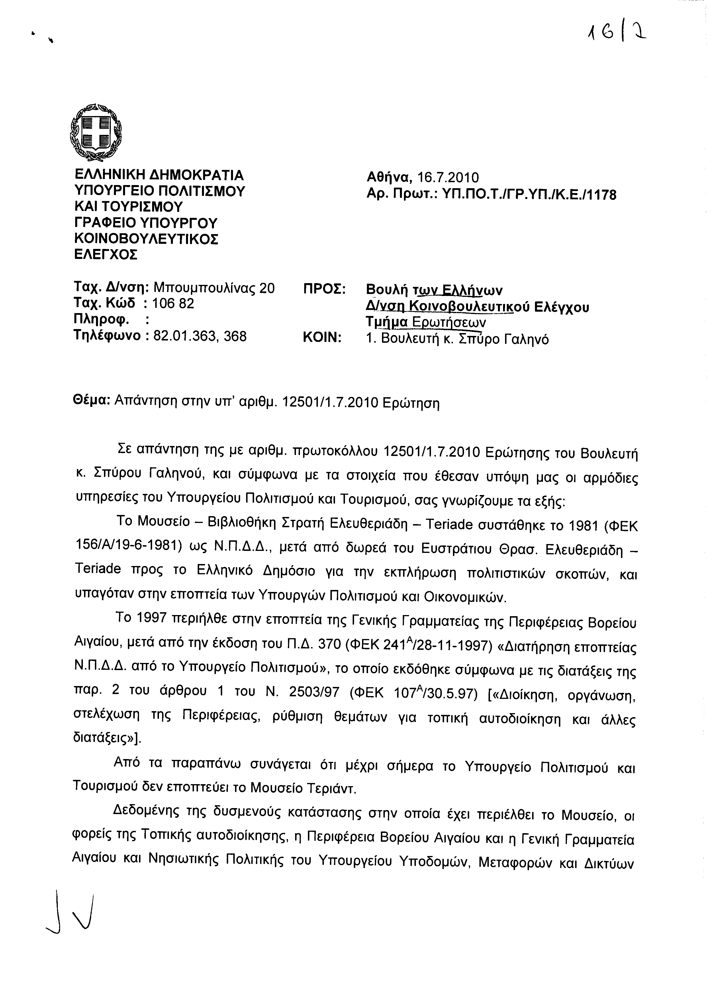 16/7
ΕΛΛΗΝΙΚΗ ΔΗΜΟΚΡΑΤΙΑ
ΥΠΟΥΡΓΕΙΟ ΠΟΛΙΤΙΣΜΟΥ
ΚΑΙ ΤΟΥΡΙΣΜΟΥ
ΓΡΑΦΕΙΟ ΥΠΟΥΡΓΟΥ
ΚΟΙΝΟΒΟΥΛΕΥΤΙΚΟΣ
ΕΛΕΓΧΟΣ
Αθήνα, 16.7.2010
Αρ. Πρωτ.: ΥΠ.ΠΟ.Τ./ΓΡ.ΥΠ./Κ.Ε./1178
Ταχ. Δ/νση: Μπουμπουλίνας 20
Ταχ. Κώδ : 106 82
Πληροφ. :
Τηλέφωνο : 82.01.363, 368
ΠΡΟΣ: Βουλή των Ελλήνων
Δ/νση Κοινοβουλευτικού Ελέγχου
Τμήμα Ερωτήσεων
ΚΟΙΝ: 1. Βουλευτή κ. Σπύρο Γαληνό
Θέμα: Απάντηση στην υπ’ αριθμ. 12501/1.7.2010 Ερώτηση
Σε απάντηση της με αριθμ. πρωτοκόλλου 12501/1.7.2010 Ερώτησης του Βουλευτή
κ. Σπύρου Γαληνού, και σύμφωνα με τα στοιχεία που έθεσαν υπόψη μας οι αρμόδιες
υπηρεσίες του Υπουργείου Πολιτισμού και Τουρισμού, σας γνωρίζουμε τα εξής:
Το Μουσείο – Βιβλιοθήκη Στρατή Ελευθεριάδη – Teriade συστάθηκε το 1981 (ΦΕΚ
156/Α/19-6-1981) ως Ν.Π.Δ.Δ., μετά από δωρεά του Ευστράτιου Θρασ. Ελευθεριάδη –
Teriade προς το Ελληνικό Δημόσιο για την εκπλήρωση πολιτιστικών σκοπών, και
υπαγόταν στην εποπτεία των Υπουργών Πολιτισμού και Οικονομικών.
Το 1997 περιήλθε στην εποπτεία της Γενικής Γραμματείας της Περιφέρειας Βορείου
Αιγαίου, μετά από την έκδοση του Π.Δ. 370 (ΦΕΚ 241Α/28-11-1997) «Διατήρηση εποπτείας
Ν.Π.Δ.Δ. από το Υπουργείο Πολιτισμού», το οποίο εκδόθηκε σύμφωνα με τις διατάξεις της
παρ. 2 του άρθρου 1 του Ν. 2503/97 (ΦΕΚ 107Α/30.5.97) [«Διοίκηση, οργάνωση,
στελέχωση της Περιφέρειας, ρύθμιση θεμάτων για τοπική αυτοδιοίκηση και άλλες
διατάξεις»].
Από τα παραπάνω συνάγεται ότι μέχρι σήμερα το Υπουργείο Πολιτισμού και
Τουρισμού δεν εποπτεύει το Μουσείο Τεριάντ.
Δεδομένης της δυσμενούς κατάστασης στην οποία έχει περιέλθει το Μουσείο, οι
φορείς της Τοπικής αυτοδιοίκησης, η Περιφέρεια Βορείου Αιγαίου και η Γενική Γραμματεία
Αιγαίου και Νησιωτικής Πολιτικής του Υπουργείου Υποδομών, Μεταφορών και Δικτύων